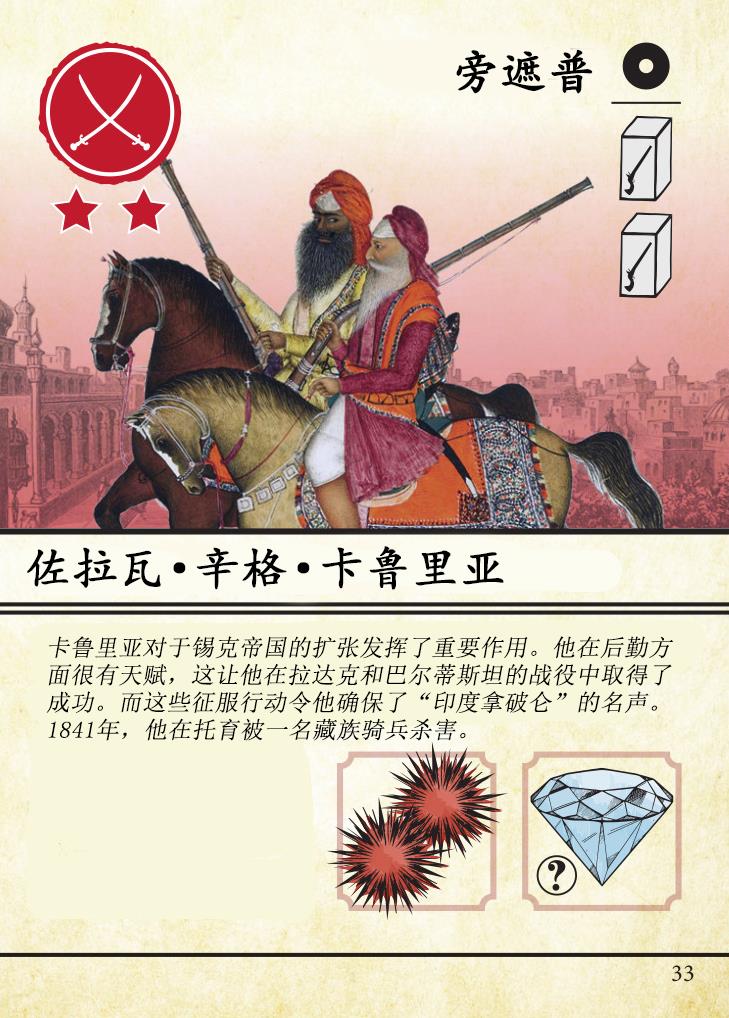 旁遮普
佐拉瓦•辛格•卡鲁里亚
卡鲁里亚对于锡克帝国的扩张发挥了重要作用。他在后勤方
面很有天赋，这让他在拉达克和巴尔蒂斯坦的战役中取得了
成功。而这些征服行动令他确保了“印度拿破仑”的名声。
1841年，他在托育被一名藏族骑兵杀害。
?
33